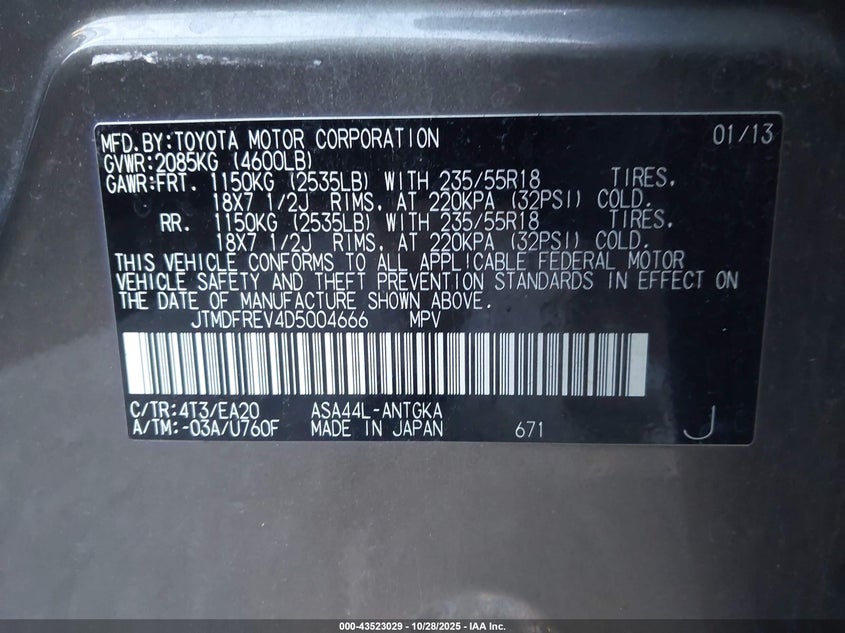 MFD.BY:TOYOTA MOTOR CORPORATION 01/13
GVWR:2085KG (4600LB)
GAWR:FRT. 1150KG (2535LB) WITH 235/55R18 TIRES,
18X7 1/2J RIMS, AT 220KPA (32PSI) COLD.
RR. 1150KG (2535LB) WITH 235/55R18 TIRES,
18X7 1/2J RIMS, AT 220KPA (32PSI) COLD.
THIS VEHICLE CONFORMS TO ALL APPLICABLE FEDERAL MOTOR
VEHICLE SAFETY AND THEFT PREVENTION STANDARDS IN EFFECT ON
THE DATE OF MANUFACTURE SHOWN ABOVE.
JTMDFREV4D5004666 MPV
C/TR:4T3/EA20 ASA44L-ANTGKA
A/TM:-03A/U760F MADE IN JAPAN 671 J
000-43523029 - 10/28/2025 - IAA Inc.